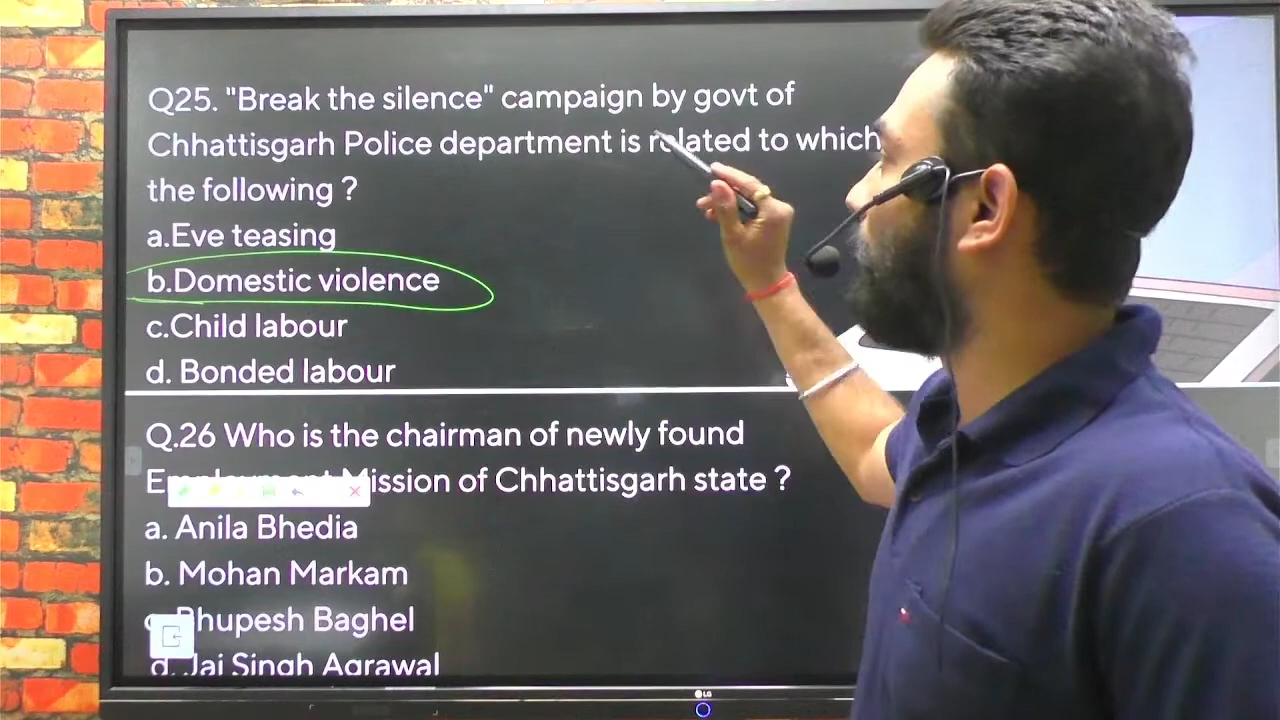 Q25. "Break the silence" campaign by govt of
Chhattisgarh Police department is related to which
the following ?
a.Eve teasing
b.Domestic violence
c.Child labour
d. Bonded labour
Q.26 Who is the chairman of newly found
Employment Mission of Chhattisgarh state ?
a. Anila Bhedia
b. Mohan Markam
c. Bhupesh Baghel
d. Jai Singh Agrawal
LG